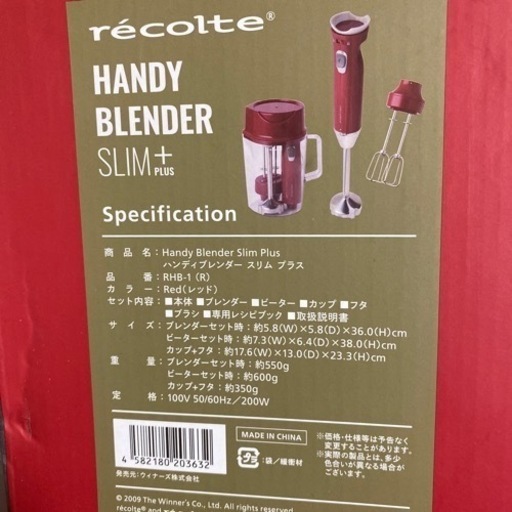 récolte®
HANDY
BLENDER
SLIM+
PLUS
Specification
商品名：Handy Blender Slim Plus
ハンディブレンダー スリム プラス
品番：RHB-1 (R)
カラー：Red（レッド）
セット内容：■本体 ■ブレンダー ■ビーター ■カップ ■フタ
■ブラシ ■専用レシピブック ■取扱説明書
サイズ：ブレンダーセット時：約5.8(W)×5.8(D)×36.0(H)cm
ビーターセット時：約7.3(W)×6.4(D)×38.0(H)cm
カップ+フタ：約17.6(W)×13.0(D)×23.3(H)cm
重量：ブレンダーセット時：約550g
ビーターセット時：約600g
カップ+フタ：約350g
定格：100V 50/60Hz／200W
4 582180 203632
発売元：ウィナーズ株式会社
MADE IN CHINA
プラ
：袋／緩衝材
※価格・仕様等は予告なく
変更することがあります。
※実際の製品とは、多少
色合いが異なる場合が
ございます。
© 2009 The Winner's Co., Ltd. All rights reserved.
récolte® and